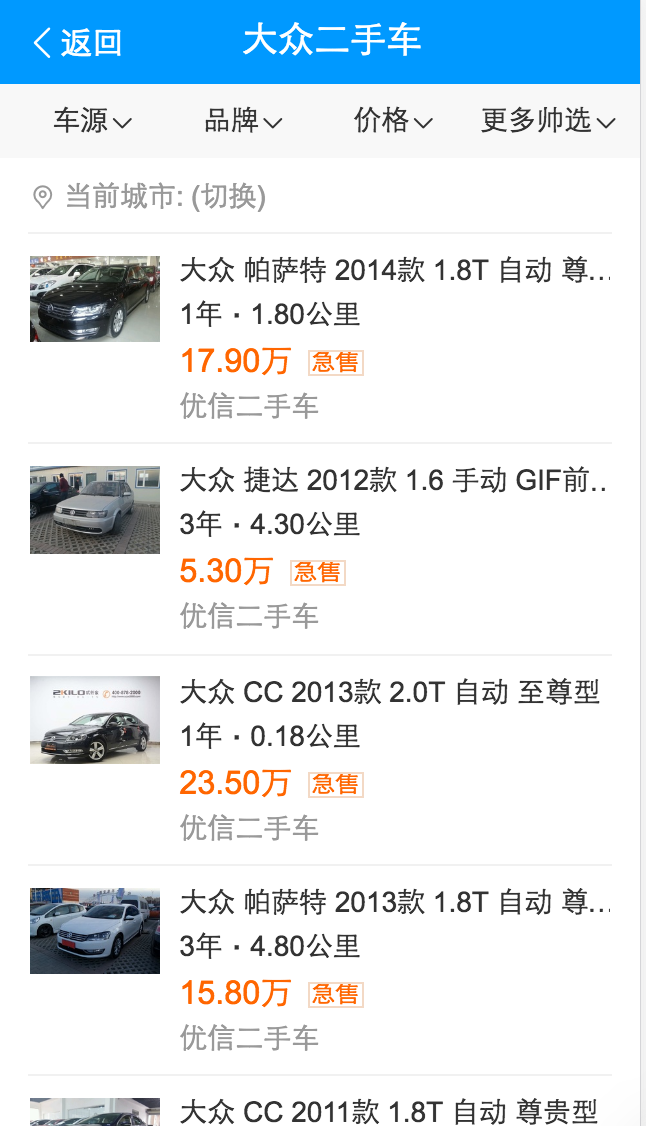 返回
大众二手车
车源
品牌
价格
更多帅选
当前城市: (切换)
大众 帕萨特 2014款 1.8T 自动 尊...
1年 · 1.80公里
17.90万 急售
优信二手车
大众 捷达 2012款 1.6 手动 GIF前...
3年 · 4.30公里
5.30万 急售
优信二手车
2KILO
大众 CC 2013款 2.0T 自动 至尊型
1年 · 0.18公里
23.50万 急售
优信二手车
大众 帕萨特 2013款 1.8T 自动 尊...
3年 · 4.80公里
15.80万 急售
优信二手车
大众 CC 2011款 1.8T 自动 尊贵型